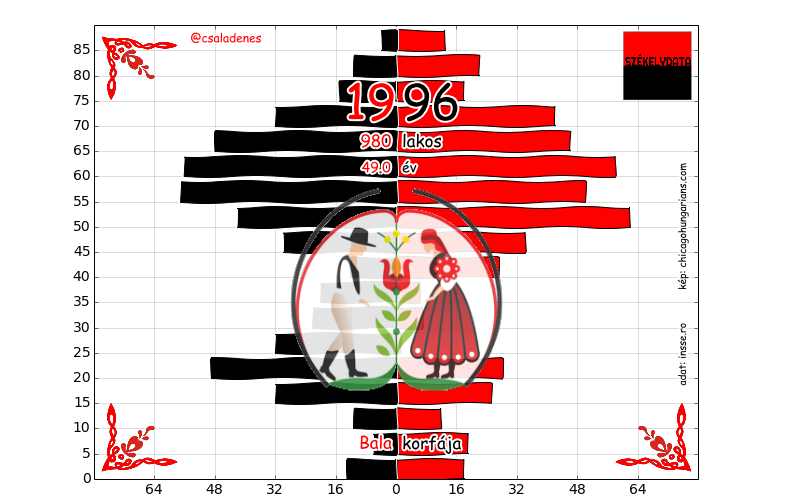 @csaladenes
SZÉKELYDATA
1996
980 lakos
49.0 év
kép: chicagohungarians.com
adat: insse.ro
Bala korfája
85
80
75
70
65
60
55
50
45
40
35
30
25
20
15
10
5
0
64 48 32 16 0 16 32 48 64